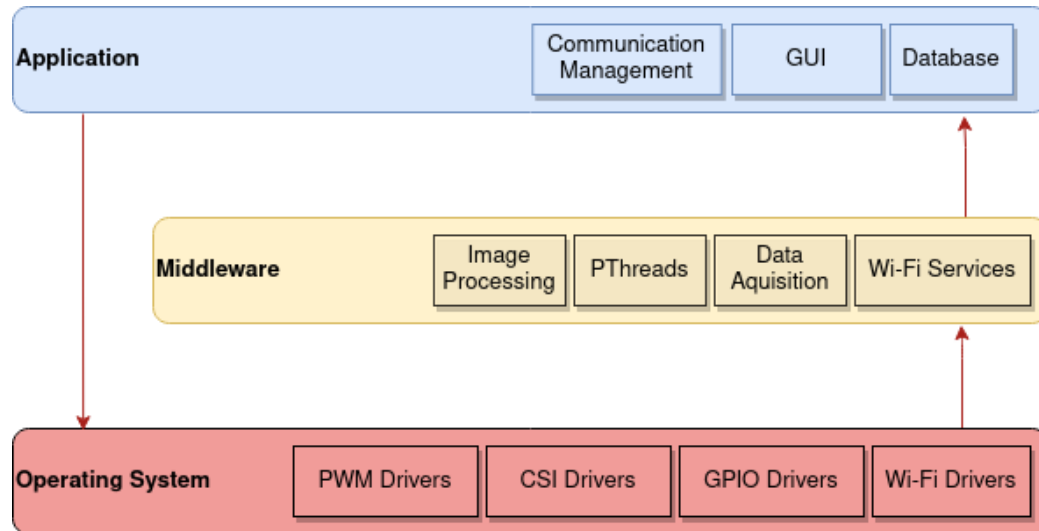 Application
Communication
Management
GUI
Database
Middleware
Image
Processing
PThreads
Data
Aquisition
Wi-Fi Services
Operating System
PWM Drivers
CSI Drivers
GPIO Drivers
Wi-Fi Drivers